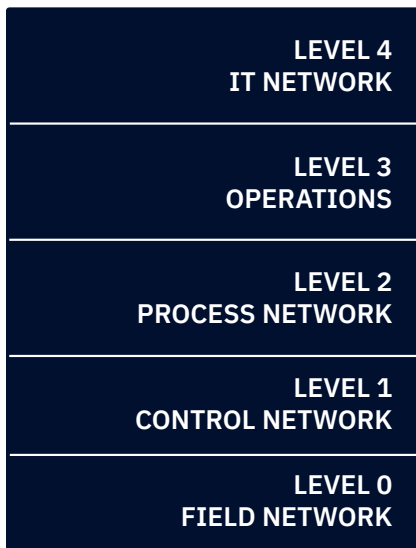 LEVEL 4
IT NETWORK
LEVEL 3
OPERATIONS
LEVEL 2
PROCESS NETWORK
LEVEL 1
CONTROL NETWORK
LEVEL 0
FIELD NETWORK